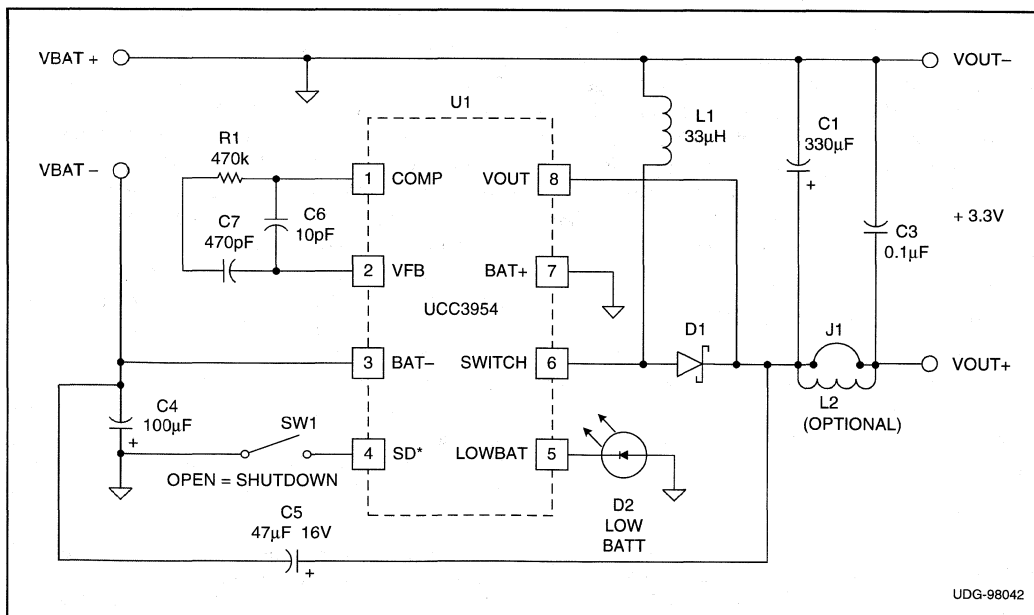 VBAT +
VOUT–
U1
L1
33µH
C1
330µF
+
R1
470k
VBAT -
1
COMP
VOUT
8
C6
10pF
C7
470pF
C3
0.1µF
+ 3.3V
2
VFB
BAT+
7
UCC3954
D1
J1
3
BAT–
SWITCH
6
VOUT+
L2
(OPTIONAL)
C4
100µF
+
SW1
4
SD*
LOWBAT
5
OPEN = SHUTDOWN
C5
47µF 16V
+
D2
LOW
BATT
UDG-98042